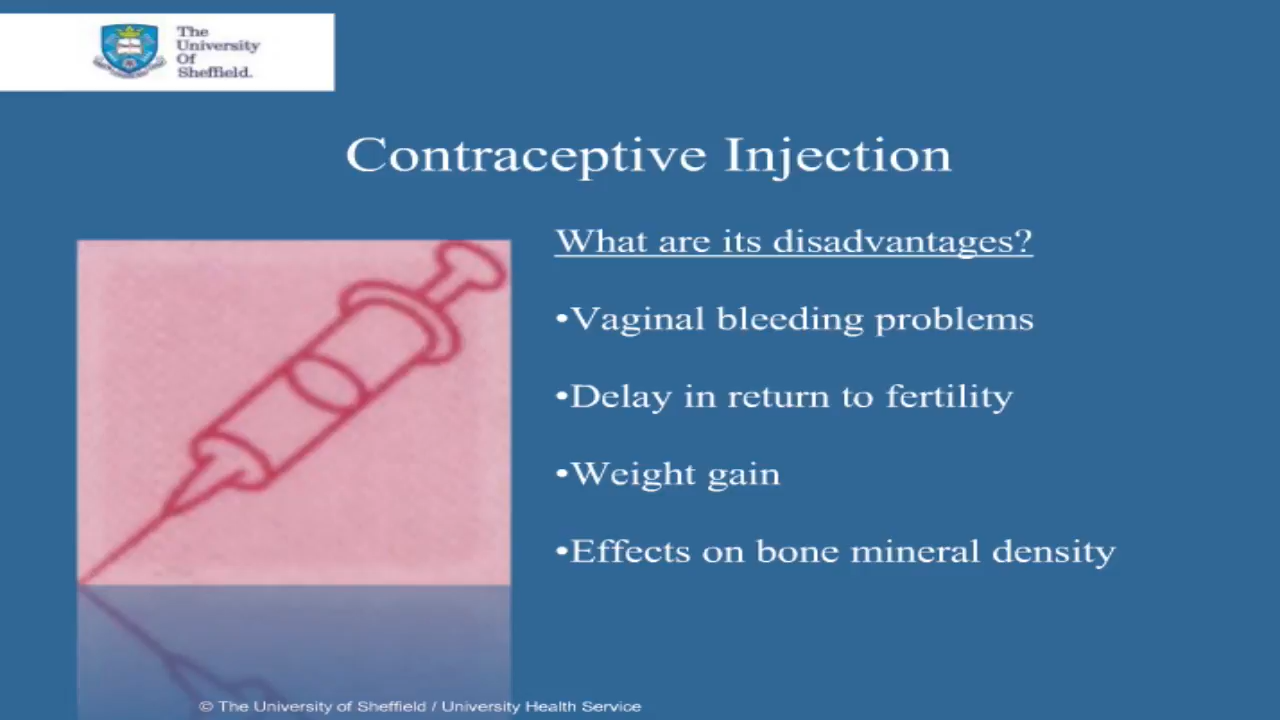 The
University
Of
Sheffield.
Contraceptive Injection
What are its disadvantages?
•Vaginal bleeding problems
•Delay in return to fertility
•Weight gain
•Effects on bone mineral density
© The University of Sheffield / University Health Service